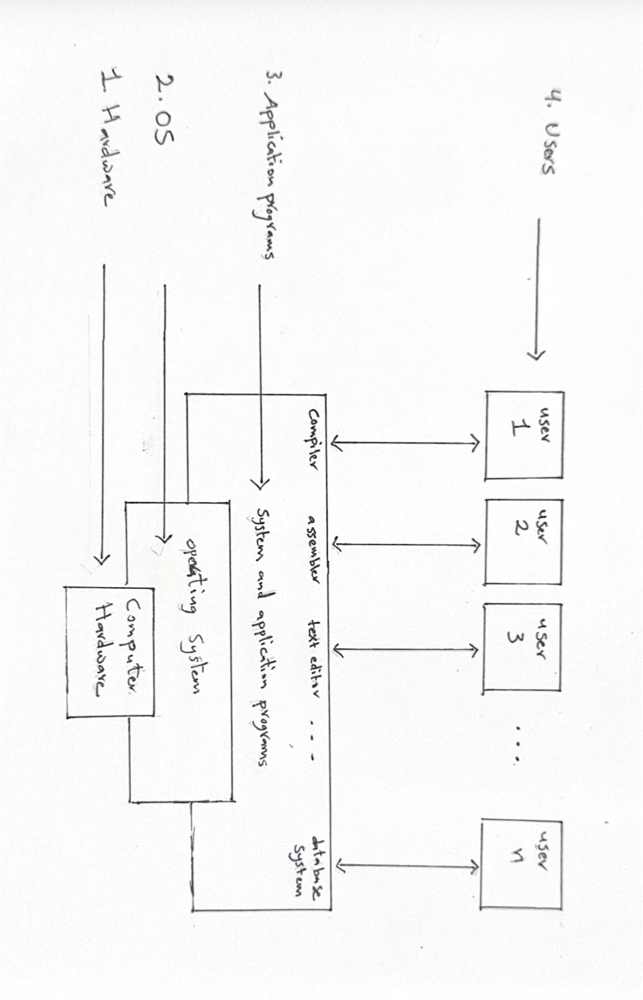 4. Users
user
1
user
2
user
3
...
user
n
3. Application programs
Compiler assembler text editor ... database
System
System and application programs
2. OS
operating System
1. Hardware
Computer
Hardware